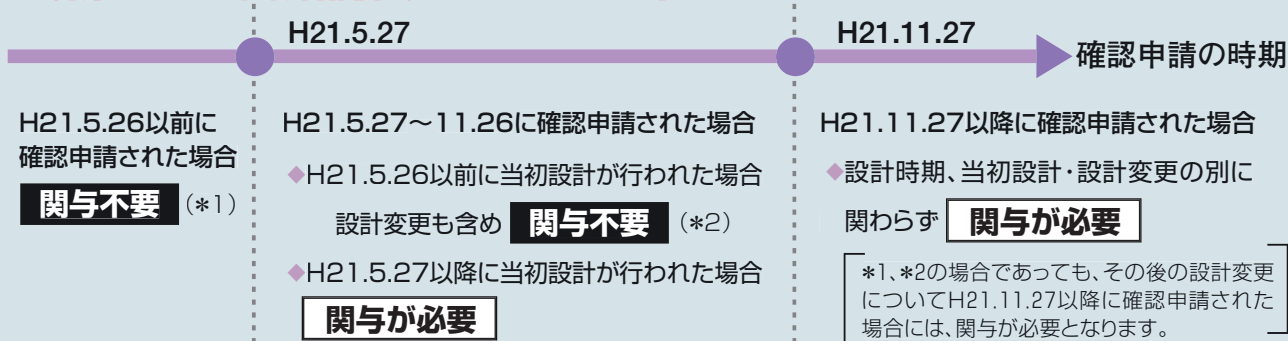 H21.5.27
H21.11.27
確認申請の時期
H21.5.26以前に
確認申請された場合
関与不要 (*1)
H21.5.27～11.26に確認申請された場合
◆H21.5.26以前に当初設計が行われた場合
設計変更も含め 関与不要 (*2)
◆H21.5.27以降に当初設計が行われた場合
関与が必要
H21.11.27以降に確認申請された場合
◆設計時期、当初設計・設計変更の別に
関わらず 関与が必要
*1、*2の場合であっても、その後の設計変更
についてH21.11.27以降に確認申請された
場合には、関与が必要となります。